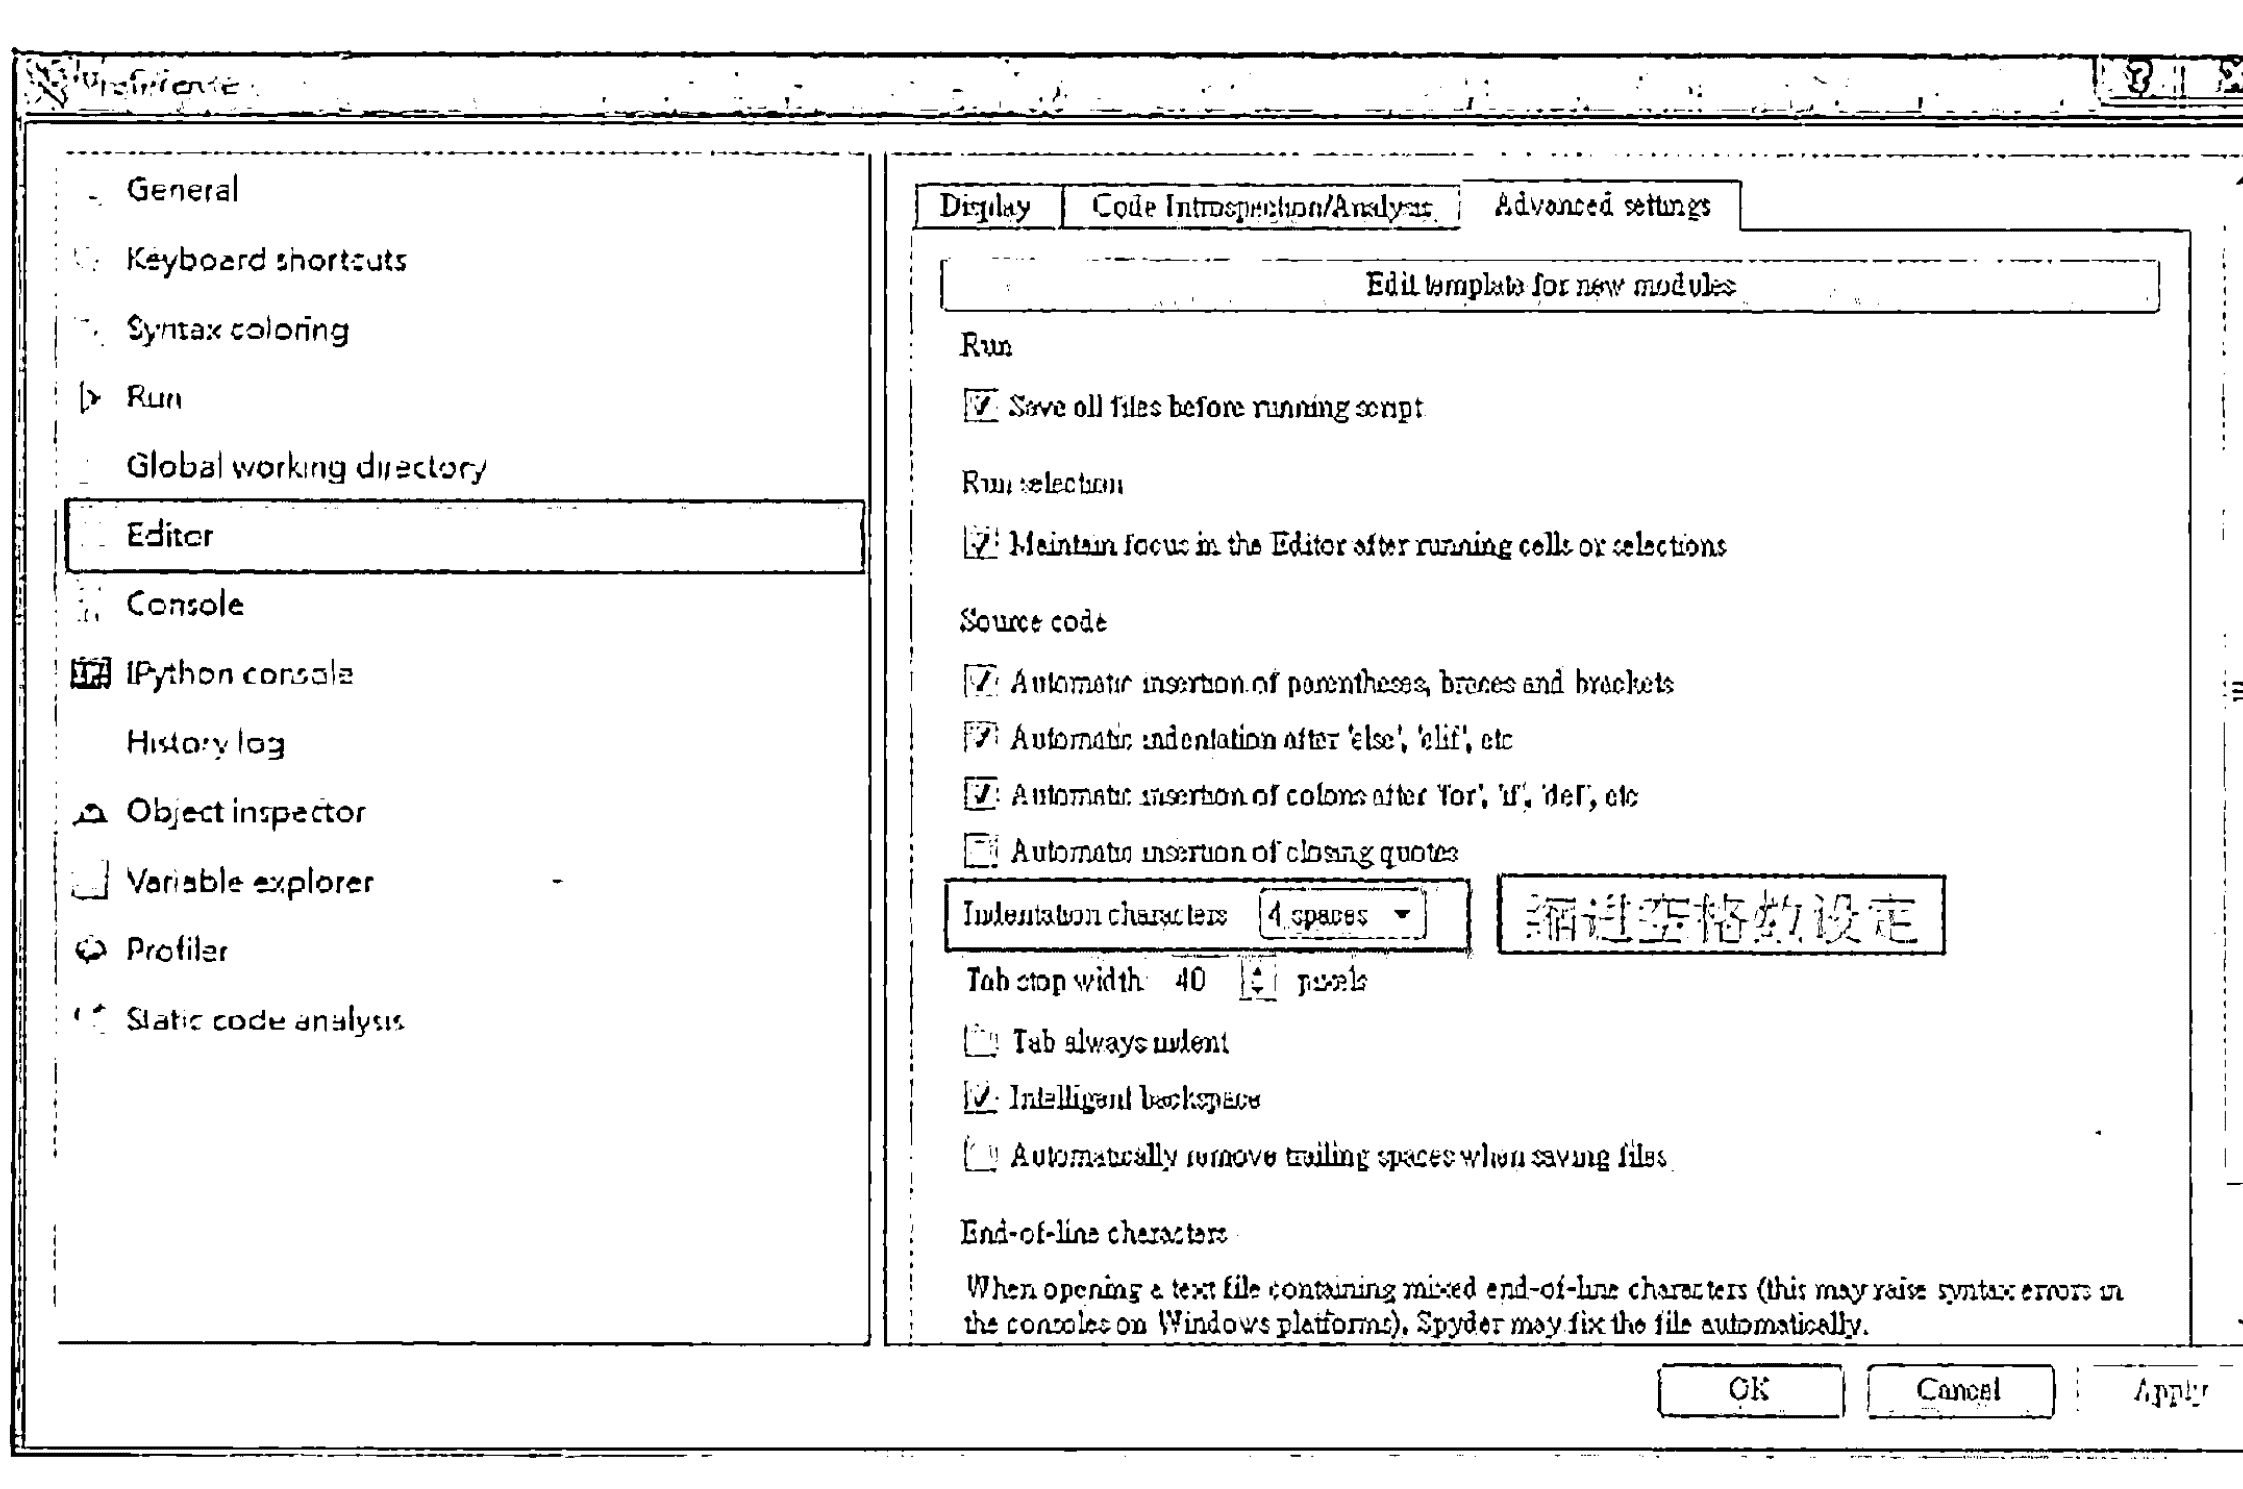 Preferences
General
Keyboard shortcuts
Syntax coloring
Run
Global working directory
Editor
Console
IPython console
History log
Object inspector
Variable explorer
Profiler
Static code analysis
Display
Code Introspection/Analysis
Advanced settings
Edit template for new modules
Run
Save all files before running script
Run selection
Maintain focus in the Editor after running cells or selections
Source code
Automatic insertion of parentheses, braces and brackets
Automatic indentation after 'else', 'elif', etc
Automatic insertion of colons after 'for', 'if', 'def', etc
Automatic insertion of closing quotes
Indentation characters 4 spaces
缩进空格数设定
Tab stop width: 40 pixels
Tab always indent
Intelligent backspace
Automatically remove trailing spaces when saving files
End-of-line characters
When opening a text file containing mixed end-of-line characters (this may raise syntax errors in
the consoles on Windows platforms), Spyder may fix the file automatically.
OK
Cancel
Apply